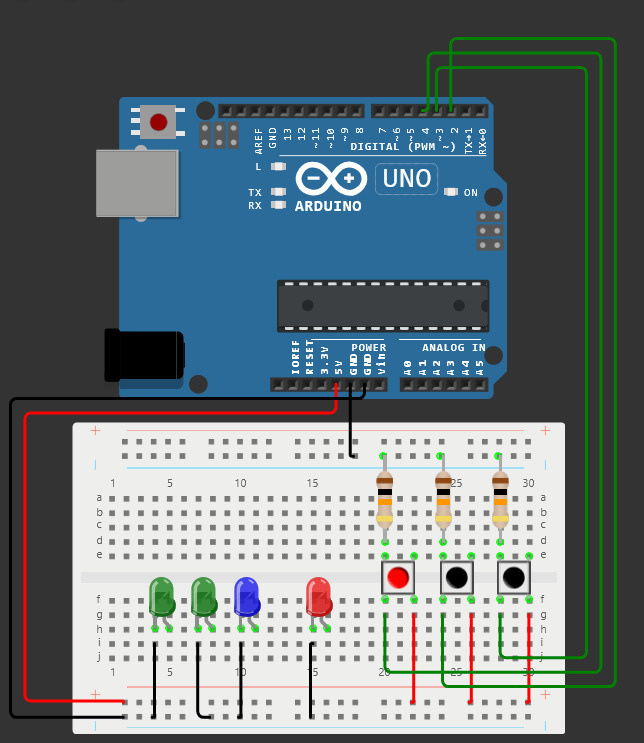 AREF GND 13 12 ~11 ~10 ~9 8 7 ~6 ~5 4 ~3 2 TX→1 RX←0
DIGITAL (PWM ~)
L
TX
RX
UNO
ON
ARDUINO
POWER ANALOG IN
IOREF RESET 3.3V 5V GND GND Vin A0 A1 A2 A3 A4 A5
+ +
1 5 10 15 25 30
a a
b b
c c
d d
e e
f f
g g
h h
i i
j j
1 5 10 15 20 25 30
+ +